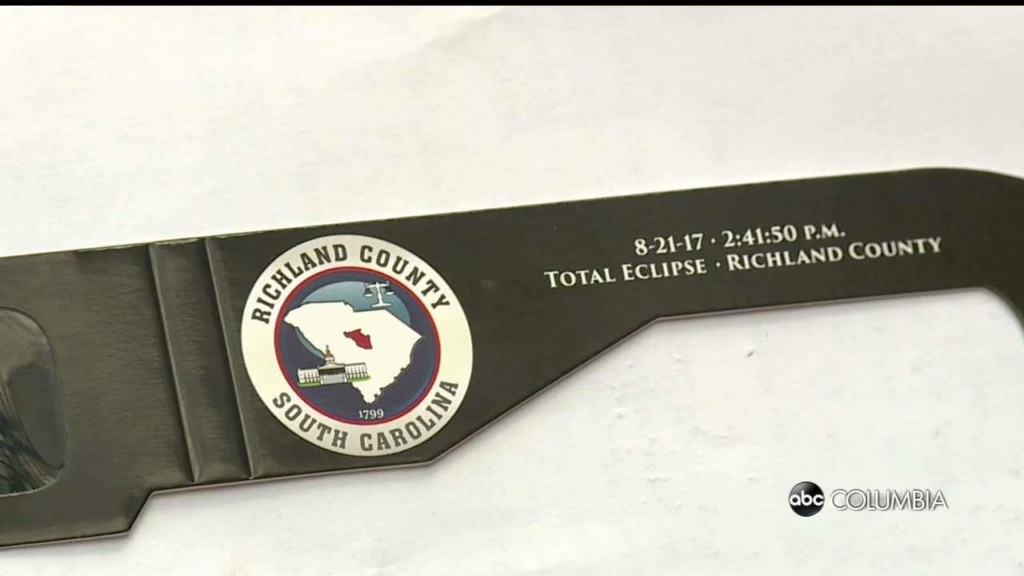 RICHLAND COUNTY
1799
SOUTH CAROLINA
8-21-17 · 2:41:50 P.M.
TOTAL ECLIPSE · RICHLAND COUNTY
abc COLUMBIA